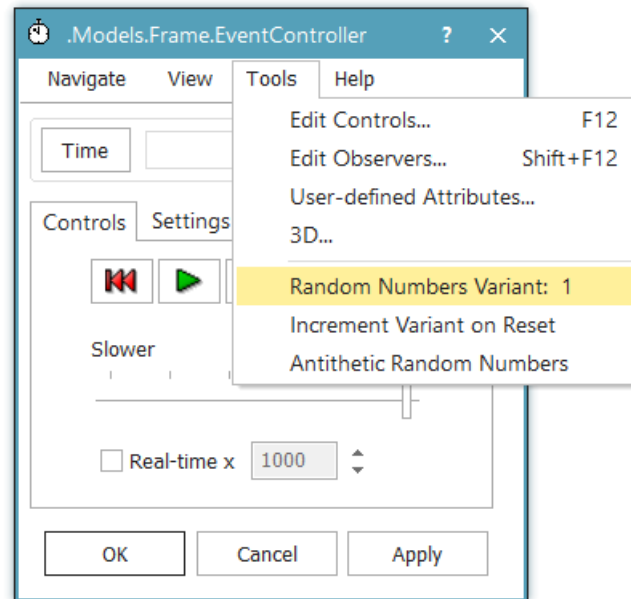 .Models.Frame.EventController ? ×
Navigate View Tools Help
Edit Controls... F12
Time
Edit Observers... Shift+F12
User-defined Attributes...
Controls Settings
3D...
Random Numbers Variant: 1
Increment Variant on Reset
Slower
Antithetic Random Numbers
Real-time x 1000
OK Cancel Apply